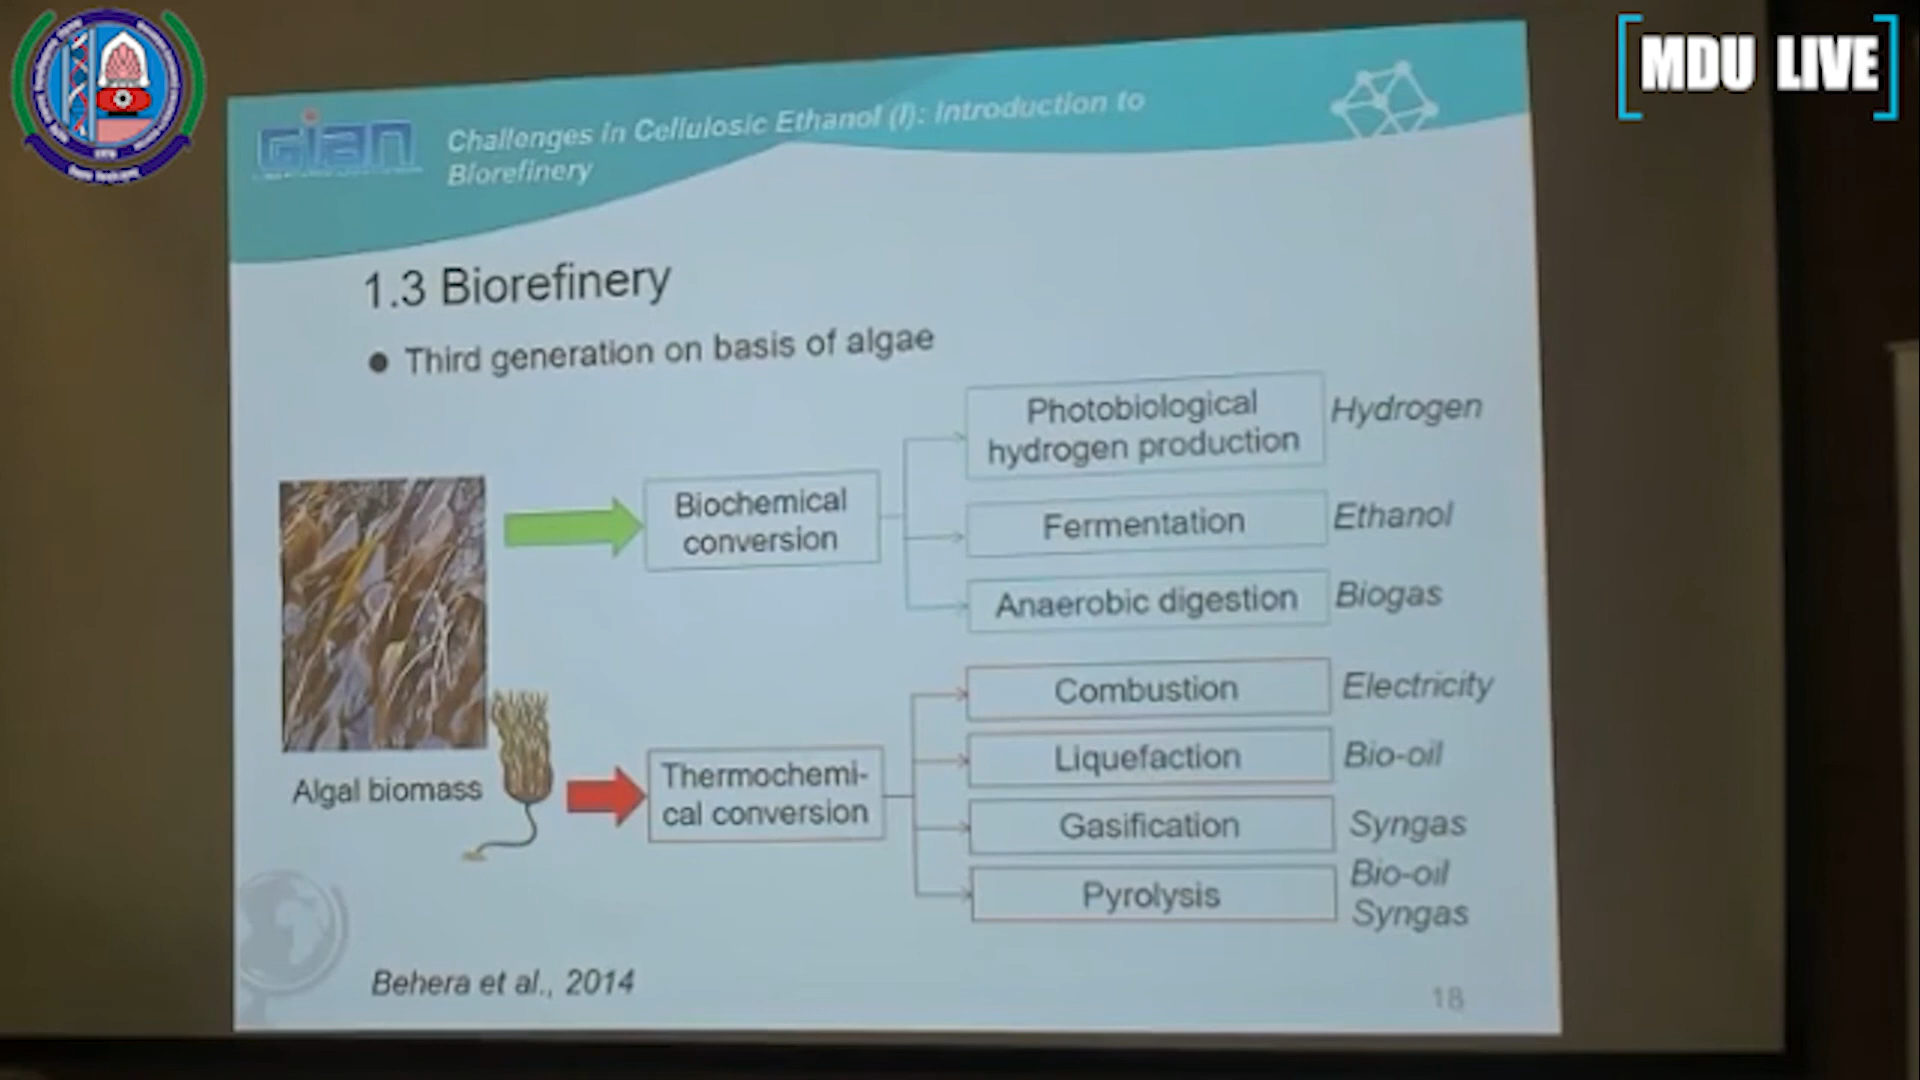 MDU LIVE
GIAN
Challenges in Cellulosic Ethanol (I): Introduction to
Biorefinery
1.3 Biorefinery
● Third generation on basis of algae
Photobiological
hydrogen production
Hydrogen
Biochemical
conversion
Fermentation
Ethanol
Anaerobic digestion
Biogas
Combustion
Electricity
Algal biomass
Thermochemi-
cal conversion
Liquefaction
Bio-oil
Gasification
Syngas
Pyrolysis
Bio-oil
Syngas
Behera et al., 2014
18